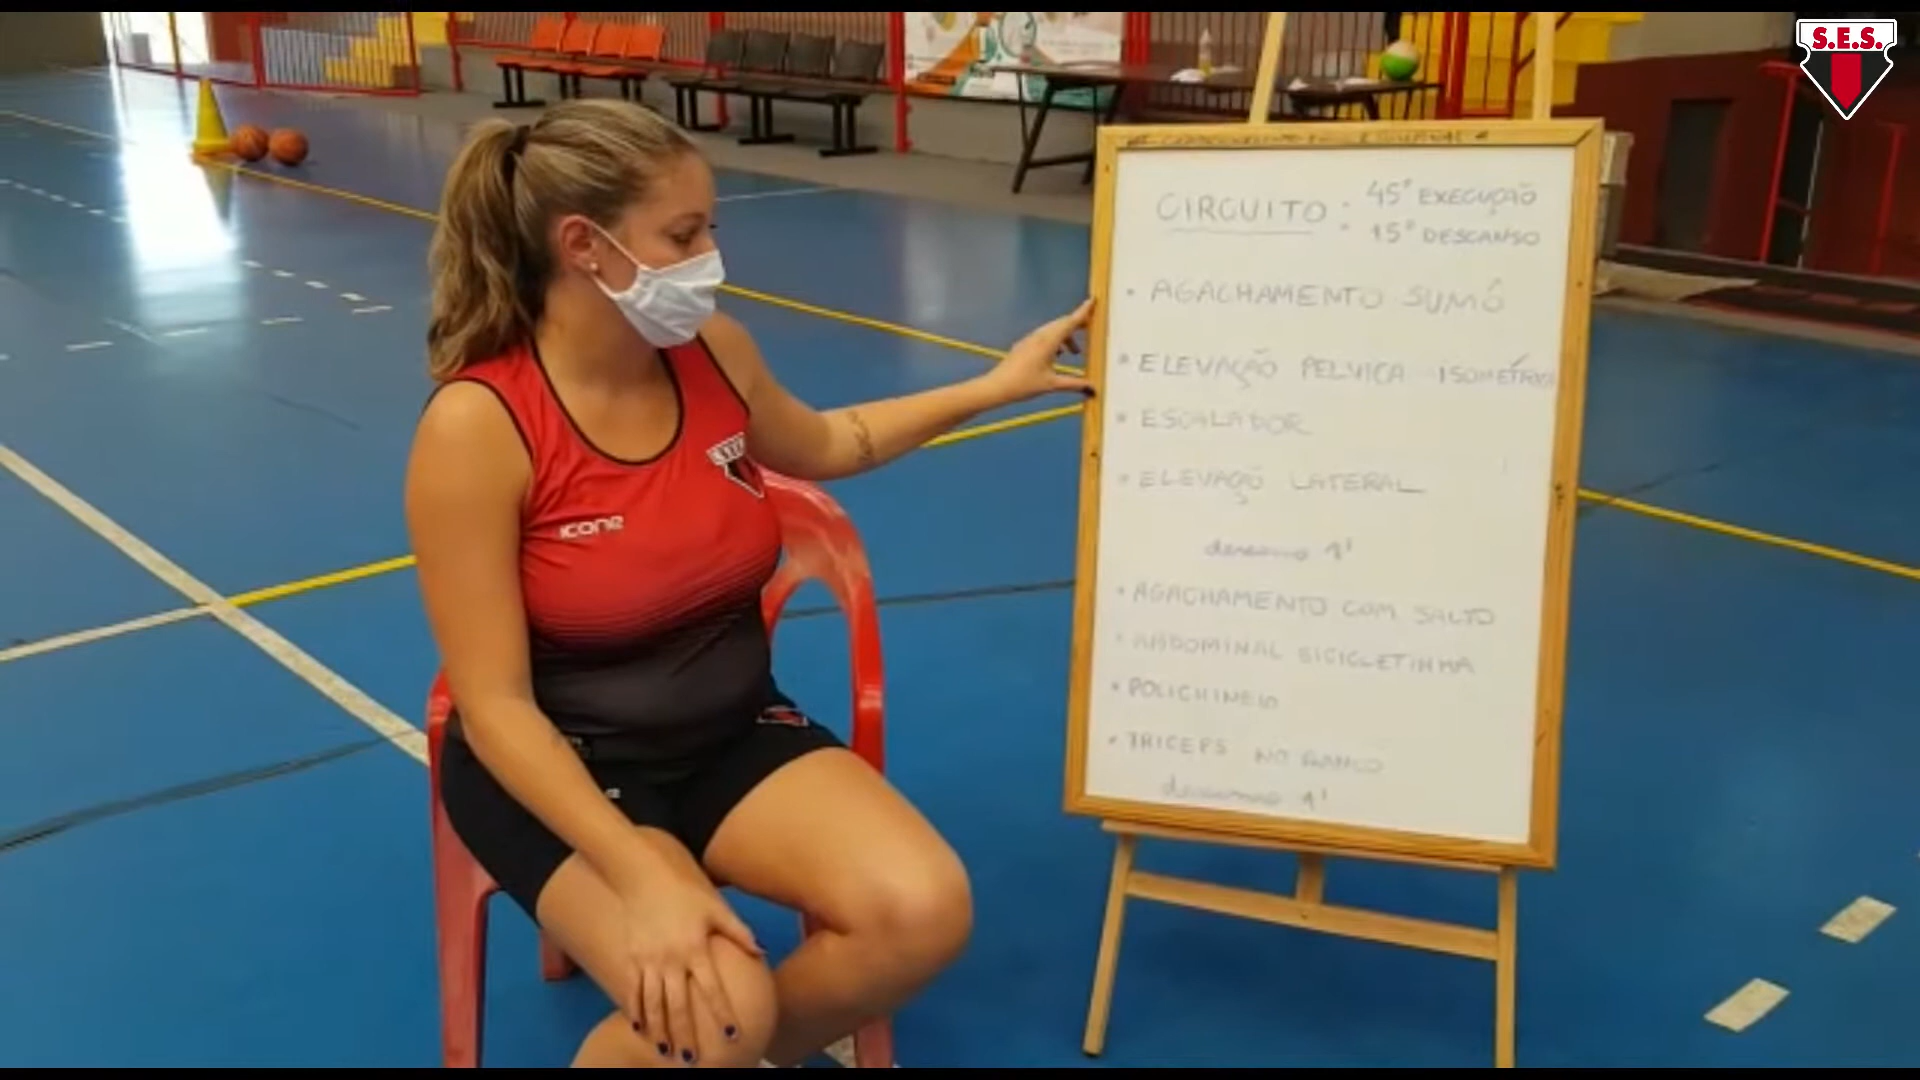 S.E.S.
CIRCUITO • 45" EXECUÇÃO
• 15" DESCANSO
• AGACHAMENTO SUMÔ
• ELEVAÇÃO PELVICA ISOMÉTRICA
• ESCALADOR
• ELEVAÇÃO LATERAL
descanso 1'
• AGACHAMENTO COM SALTO
• ABDOMINAL BICICLETINHA
• POLICHINELO
• TRICEPS NO BANCO
descanso 1'
ICONE